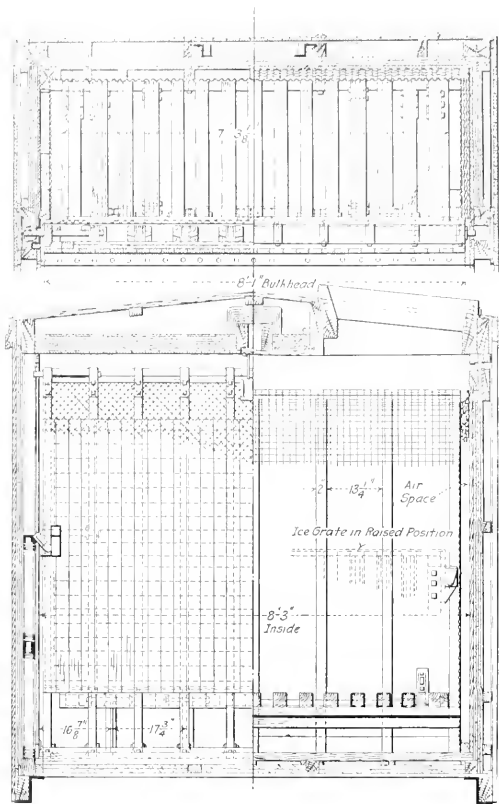 7' 3⅜"
8'-1" Bulkhead
2"
13¼"
Air
Space
Ice Grate in Raised Position
8'-3"
Inside
16⅞"
17¾"